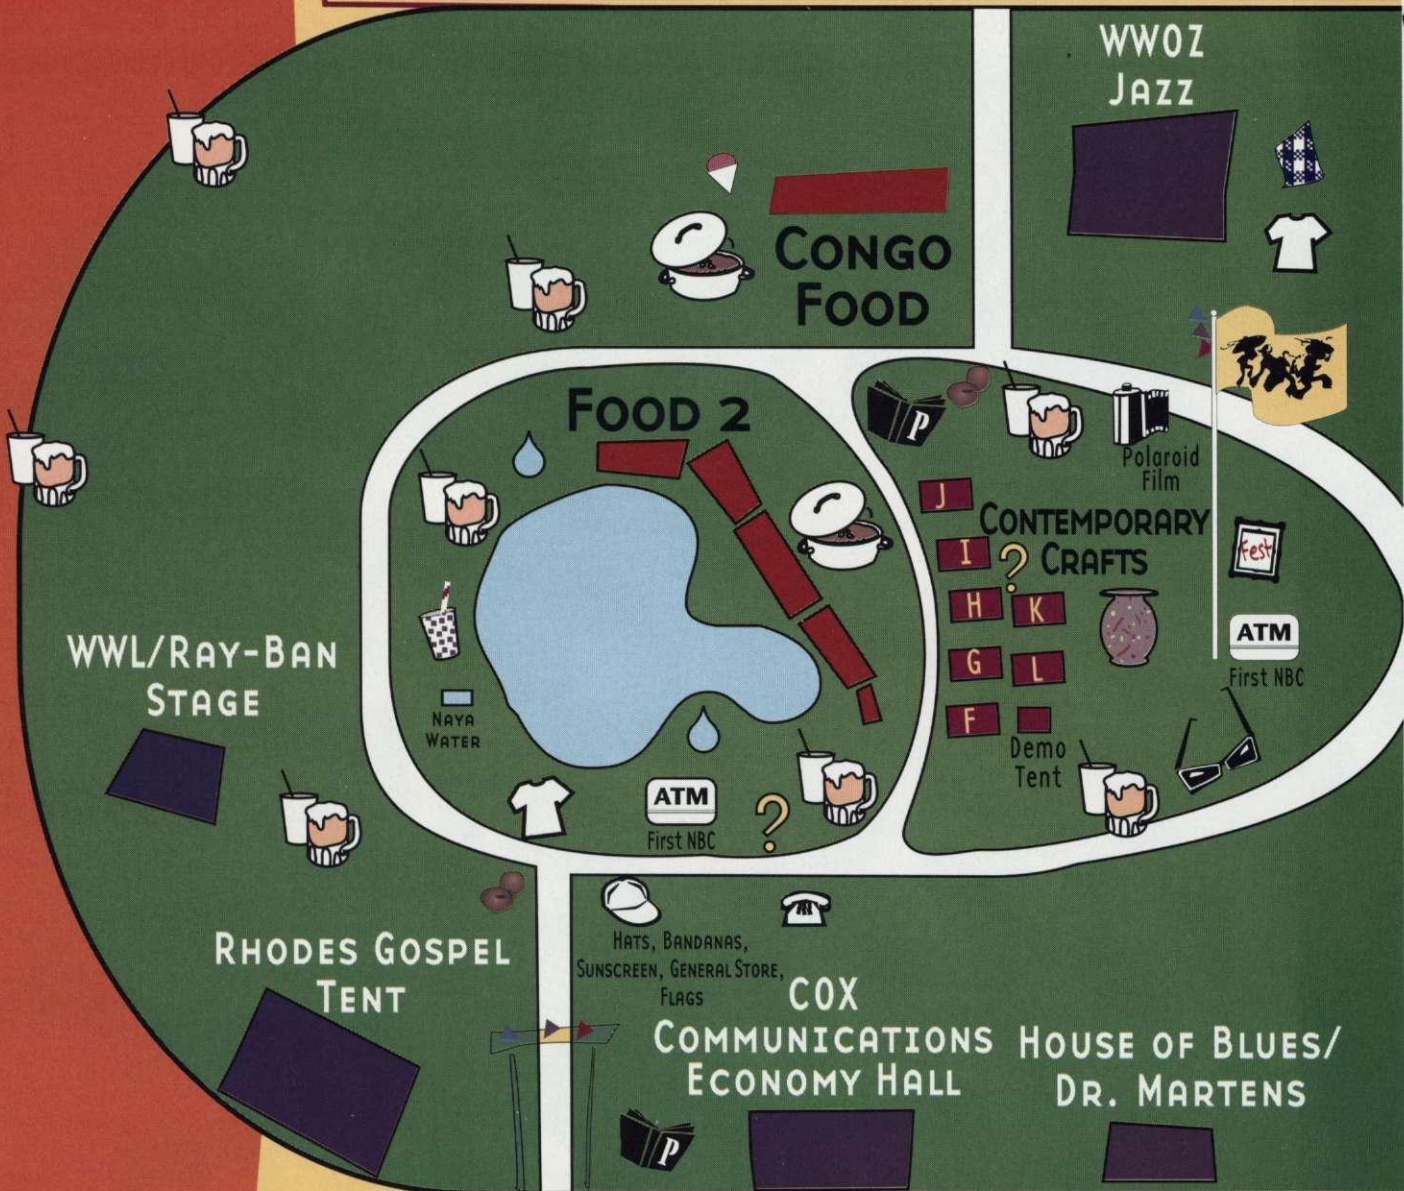 WWOZ
Jazz
Congo
Food
Food 2
P
Polaroid
Film
J
Contemporary
Crafts
I
?
Fest
H
K
ATM
First NBC
G
L
F
Demo
Tent
WWL/Ray-Ban
Stage
Naya
Water
ATM
First NBC
?
Hats, Bandanas,
Sunscreen, General Store,
Flags
Rhodes Gospel
Tent
COX
Communications
Economy Hall
House of Blues/
Dr. Martens
P